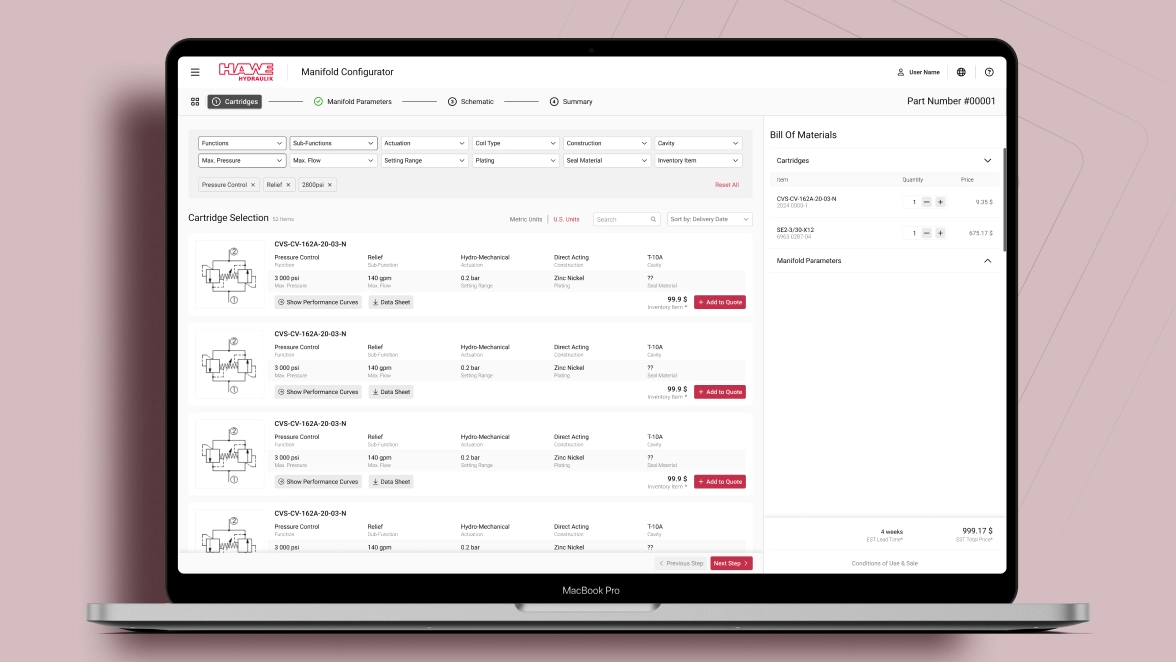 HAWE
HYDRAULIK
Manifold Configurator
User Name
1 Cartridges
Manifold Parameters
3 Schematic
4 Summary
Part Number #00001
Functions
Sub-Functions
Actuation
Coil Type
Construction
Cavity
Max. Pressure
Max. Flow
Setting Range
Plating
Seal Material
Inventory Item
Pressure Control ×
Relief ×
2800psi ×
Reset All
Cartridge Selection 52 Items
Metric Units | U.S. Units
Search
Sort by: Delivery Date
CVS-CV-162A-20-03-N
Pressure Control Relief Hydro-Mechanical Direct Acting T-10A
Function Sub-Function Actuation Construction Cavity
3 000 psi 140 gpm 0.2 bar Zinc Nickel ??
Max. Pressure Max. Flow Setting Range Plating Seal Material
2
1
Show Performance Curves
Data Sheet
99.9 $
Inventory Item *
+ Add to Quote
CVS-CV-162A-20-03-N
Pressure Control Relief Hydro-Mechanical Direct Acting T-10A
Function Sub-Function Actuation Construction Cavity
3 000 psi 140 gpm 0.2 bar Zinc Nickel ??
Max. Pressure Max. Flow Setting Range Plating Seal Material
2
1
Show Performance Curves
Data Sheet
99.9 $
Inventory Item *
+ Add to Quote
CVS-CV-162A-20-03-N
Pressure Control Relief Hydro-Mechanical Direct Acting T-10A
Function Sub-Function Actuation Construction Cavity
3 000 psi 140 gpm 0.2 bar Zinc Nickel ??
Max. Pressure Max. Flow Setting Range Plating Seal Material
2
1
Show Performance Curves
Data Sheet
99.9 $
Inventory Item *
+ Add to Quote
CVS-CV-162A-20-03-N
Pressure Control Relief Hydro-Mechanical Direct Acting T-10A
Function Sub-Function Actuation Construction Cavity
3 000 psi 140 gpm 0.2 bar Zinc Nickel ??
2
Previous Step
Next Step
Bill Of Materials
Cartridges
Item Quantity Price
CVS-CV-162A-20-03-N
2024 0000-1
1 − +
9.35 $
SE2-3/30-X12
6963 0287-04
1 − +
675.17 $
Manifold Parameters
4 weeks
EST Lead Time*
999.17 $
EST Total Price*
Conditions of Use & Sale
MacBook Pro